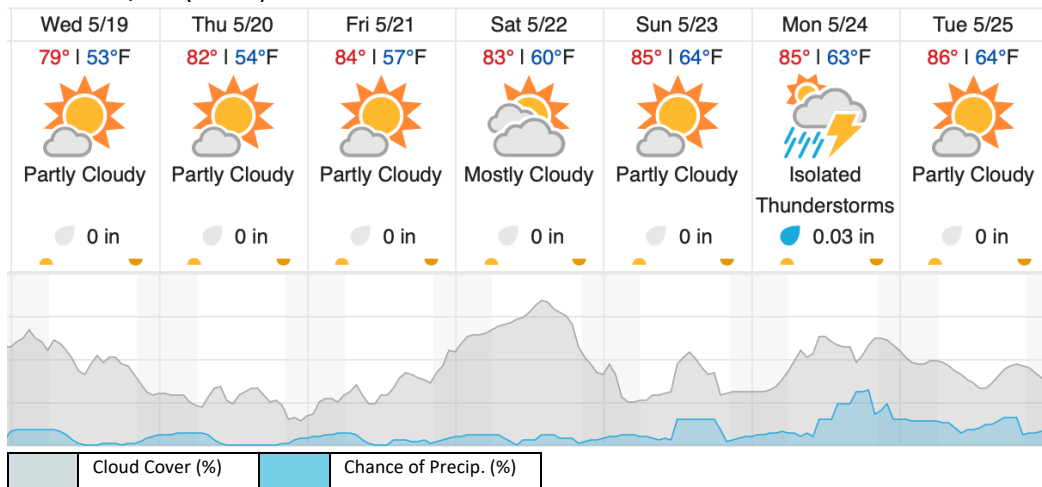 Wed 5/19 Thu 5/20 Fri 5/21 Sat 5/22 Sun 5/23 Mon 5/24 Tue 5/25
79° | 53°F 82° | 54°F 84° | 57°F 83° | 60°F 85° | 64°F 85° | 63°F 86° | 64°F
Partly Cloudy Partly Cloudy Partly Cloudy Mostly Cloudy Partly Cloudy Isolated Partly Cloudy
Thunderstorms
0 in 0 in 0 in 0 in 0 in 0.03 in 0 in
Cloud Cover (%) Chance of Precip. (%)